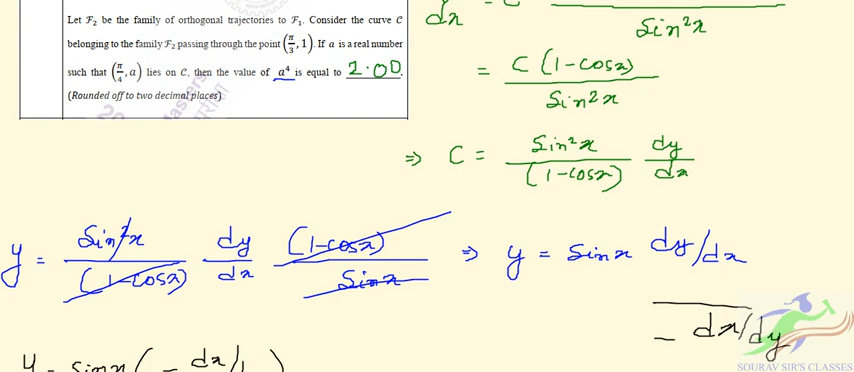 Let F₂ be the family of orthogonal trajectories to F₁. Consider the curve C
belonging to the family F₂ passing through the point (π/3, 1). If a is a real number
such that (π/4, a) lies on C, then the value of a⁴ is equal to 2.00.
(Rounded off to two decimal places)
dx
sin²x
= C (1-cosx) / sin²x
⇒ C = sin²x / (1-cosx) dy/dx
y = sin²x / (1-cosx) dy/dx (1-cosx) / sinx ⇒ y = sinx dy/dx
- dx/dy
y = sinx (- dx/
SOURAV SIR'S CLASSES